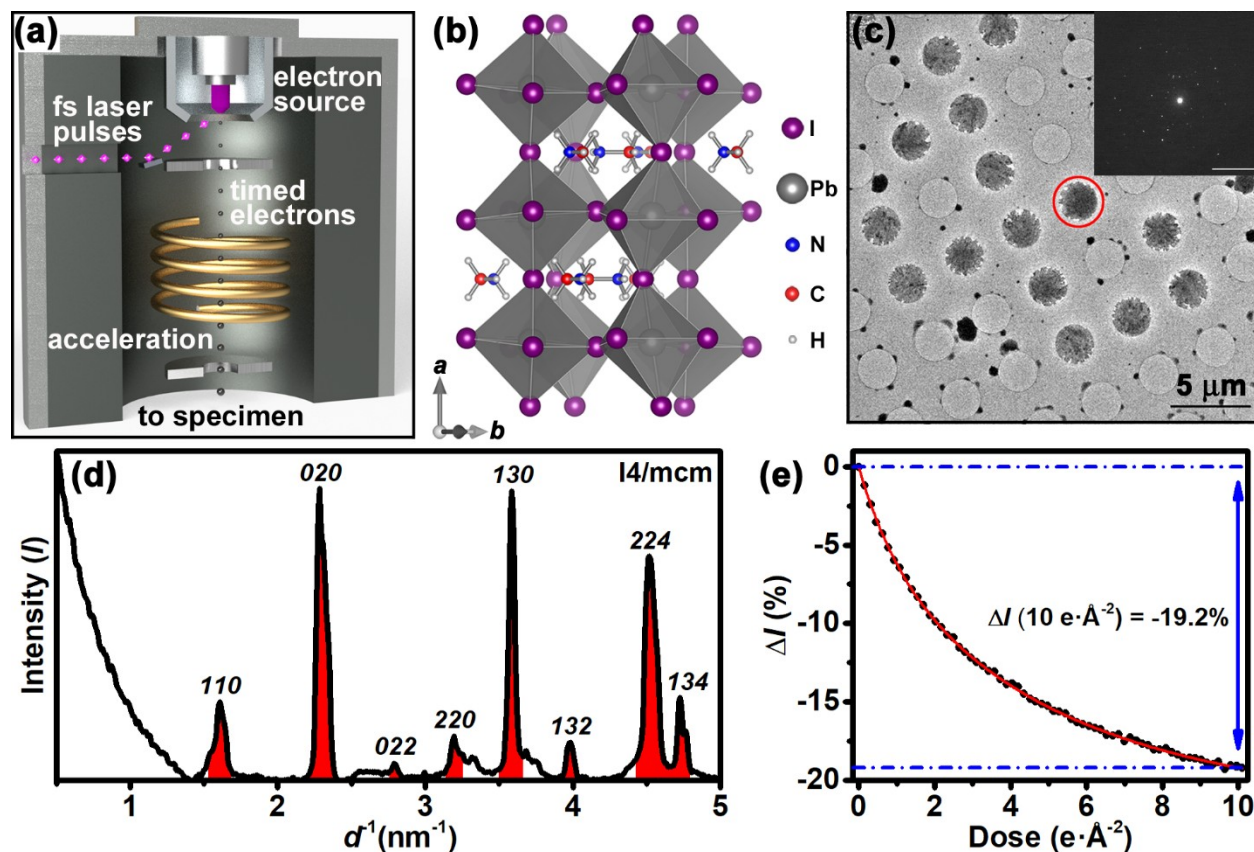 (a)
electron
source
fs laser
pulses
timed
electrons
acceleration
to specimen
(b)
I
Pb
N
C
H
a
b
(c)
5 μm
(d)
I4/mcm
110
020
022
220
130
132
224
134
Intensity (I)
1
2
3
4
5
d⁻¹(nm⁻¹)
(e)
0
-5
-10
-15
-20
ΔI (%)
ΔI (10 e·Å⁻²) = -19.2%
0
2
4
6
8
10
Dose (e·Å⁻²)